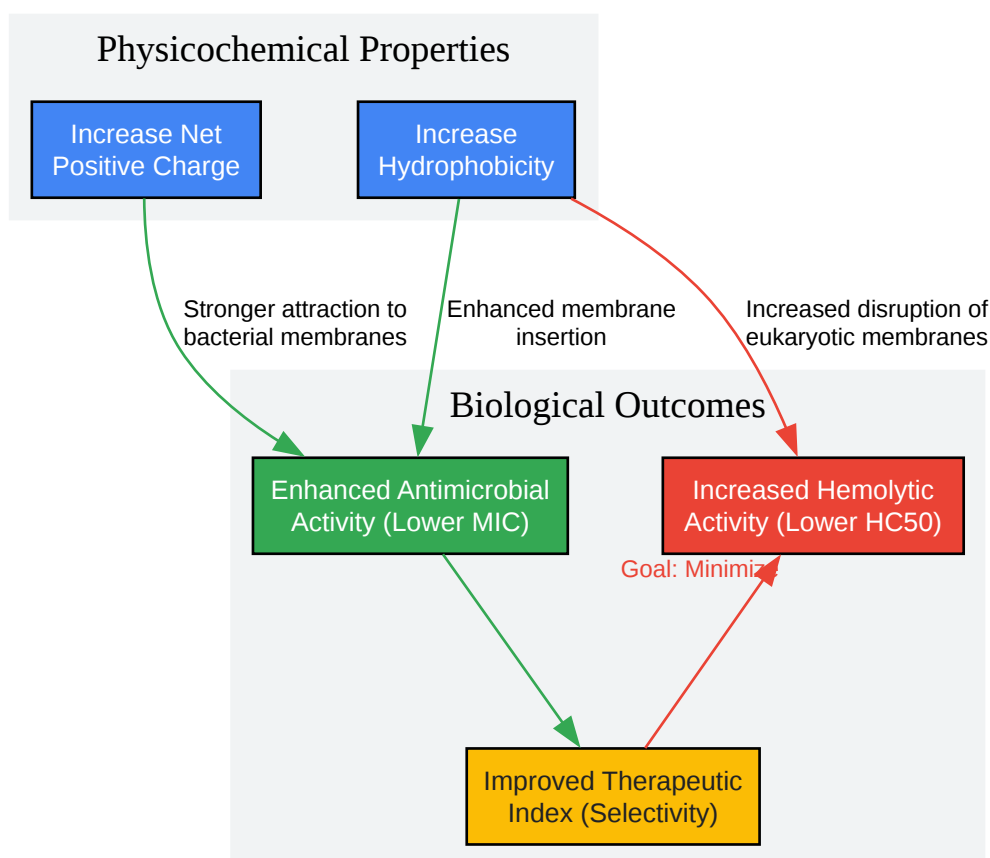 Physicochemical Properties
Increase Net
Positive Charge
Increase
Hydrophobicity
Stronger attraction to
bacterial membranes
Enhanced membrane
insertion
Increased disruption of
eukaryotic membranes
Biological Outcomes
Enhanced Antimicrobial
Activity (Lower MIC)
Increased Hemolytic
Activity (Lower HC50)
Goal: Minimize
Improved Therapeutic
Index (Selectivity)